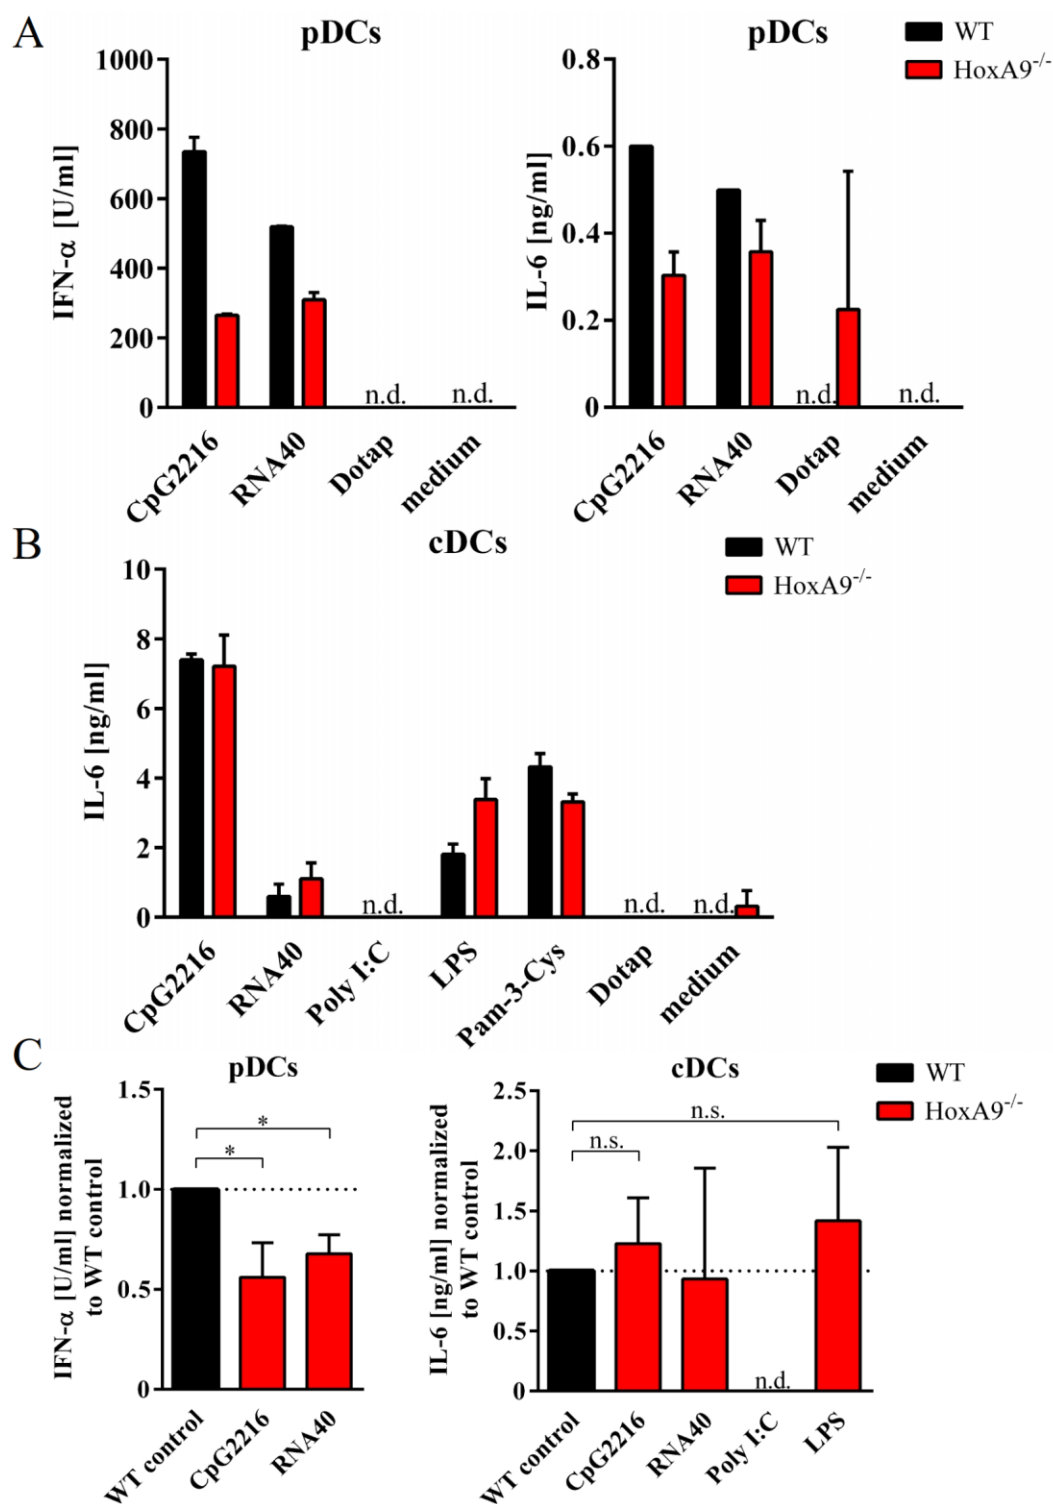 A
pDCs
IFN-α [U/ml]
1000
800
600
400
200
0
n.d.
n.d.
CpG2216
RNA40
Dotap
medium
pDCs
WT
HoxA9-/-
IL-6 [ng/ml]
0.8
0.6
0.4
0.2
0
n.d.
n.d.
CpG2216
RNA40
Dotap
medium
B
cDCs
WT
HoxA9-/-
IL-6 [ng/ml]
10
8
6
4
2
0
n.d.
n.d.
n.d.
CpG2216
RNA40
Poly I:C
LPS
Pam-3-Cys
Dotap
medium
C
pDCs
IFN-α [U/ml] normalized
to WT control
1.5
1.0
0.5
0
*
*
WT control
CpG2216
RNA40
cDCs
WT
HoxA9-/-
IL-6 [ng/ml] normalized
to WT control
2.5
2.0
1.5
1.0
0.5
0
n.s.
n.s.
n.d.
WT control
CpG2216
RNA40
Poly I:C
LPS